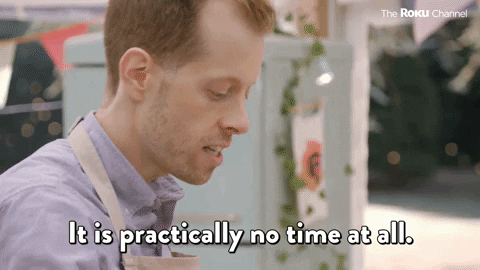 The Roku Channel
It is practically no time at all.